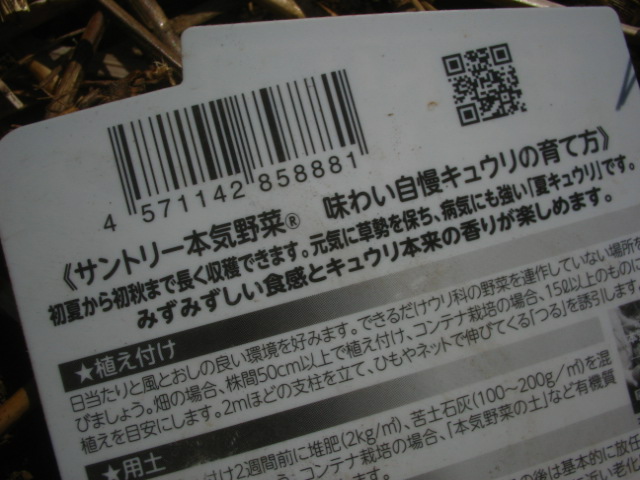 4 571142 858881
《サントリー本気野菜® 味わい自慢キュウリの育て方》
初夏から初秋まで長く収穫できます。元気に草勢を保ち、病気にも強い「夏キュウリ」です。
みずみずしい食感とキュウリ本来の香りが楽しめます。
★植え付け
日当たりと風とおしの良い環境を好みます。できるだけウリ科の野菜を連作していない場所を
びましょう。畑の場合、株間50cm以上で植え付け、コンテナ栽培の場合、15ℓ以上のものに
植えを目安にします。2mほどの支柱を立て、ひもやネットで伸びてくる「つる」を誘引します。
★用土
付け2週間前に堆肥(2kg/㎡)、苦土石灰(100〜200g/㎡)を混
う。コンテナ栽培の場合、「本気野菜の土」など有機質
の後は基本的に放任